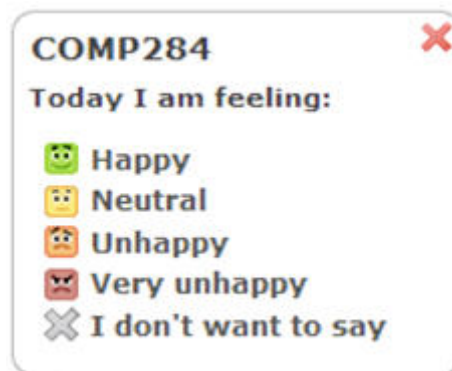 COMP284
Today I am feeling:
Happy
Neutral
Unhappy
Very unhappy
I don't want to say